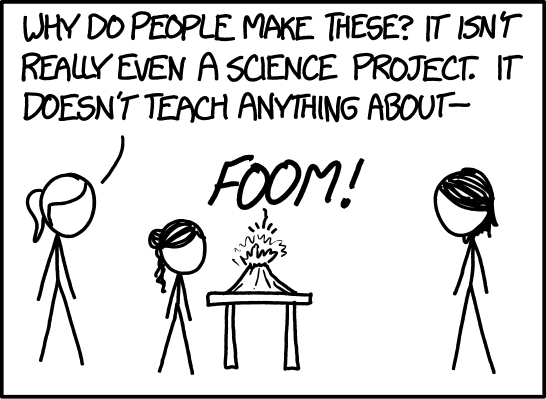 WHY DO PEOPLE MAKE THESE? IT ISN'T
REALLY EVEN A SCIENCE PROJECT. IT
DOESN'T TEACH ANYTHING ABOUT—
FOOM!